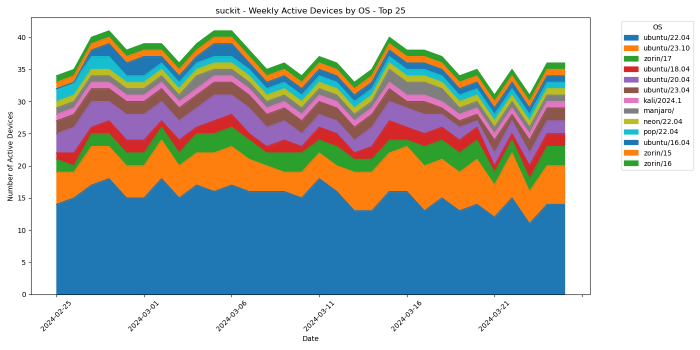 suckit - Weekly Active Devices by OS - Top 25
Number of Active Devices
40
35
30
25
20
15
10
5
0
2024-02-25
2024-03-01
2024-03-06
2024-03-11
2024-03-16
2024-03-21
Date
OS
ubuntu/22.04
ubuntu/23.10
zorin/17
ubuntu/18.04
ubuntu/20.04
ubuntu/23.04
kali/2024.1
manjaro/
neon/22.04
pop/22.04
ubuntu/16.04
zorin/15
zorin/16